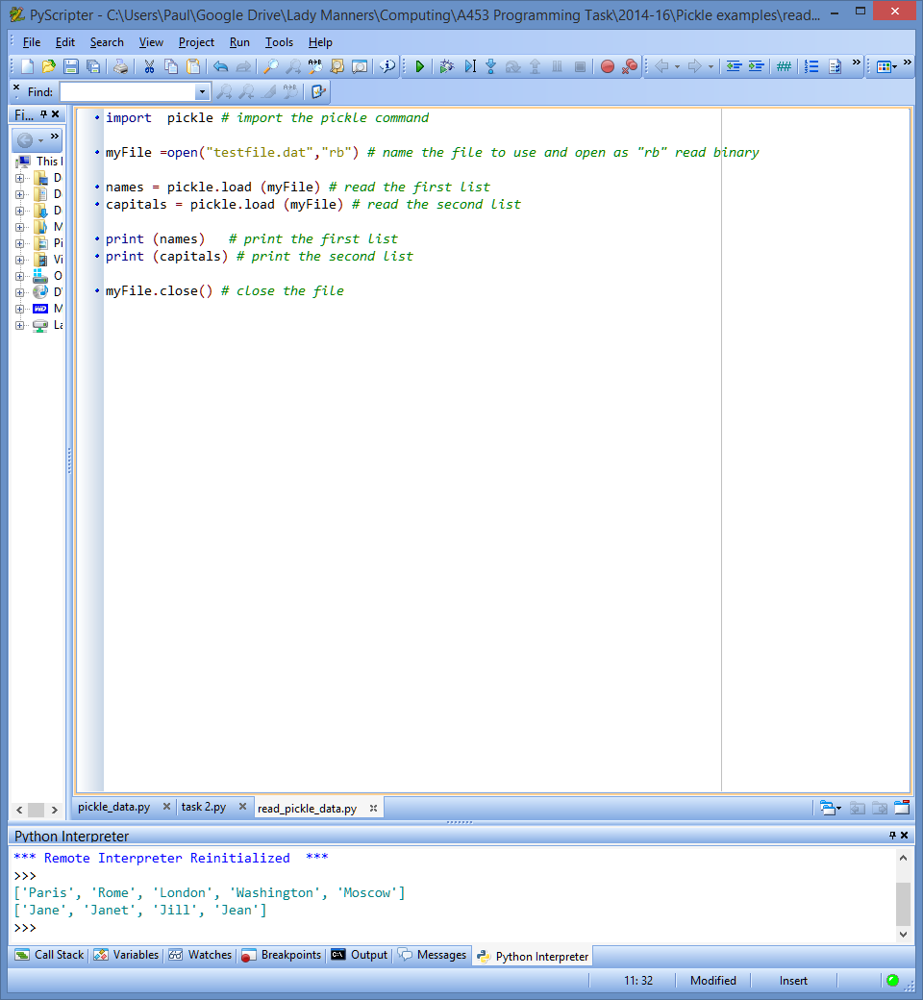 PyScripter - C:\Users\Paul\Google Drive\Lady Manners\Computing\A453 Programming Task\2014-16\Pickle examples\read...
File Edit Search View Project Run Tools Help
Find:
Fi...
import  pickle # import the pickle command
myFile =open("testfile.dat","rb") # name the file to use and open as "rb" read binary
names = pickle.load (myFile) # read the first list
capitals = pickle.load (myFile) # read the second list
print (names)   # print the first list
print (capitals) # print the second list
myFile.close() # close the file
This
D
D
D
M
Pi
Vi
O
D
M
La
pickle_data.py task 2.py read_pickle_data.py
Python Interpreter
*** Remote Interpreter Reinitialized  ***
>>>
['Paris', 'Rome', 'London', 'Washington', 'Moscow']
['Jane', 'Janet', 'Jill', 'Jean']
>>>
Call Stack Variables Watches Breakpoints Output Messages Python Interpreter
11: 32 Modified Insert